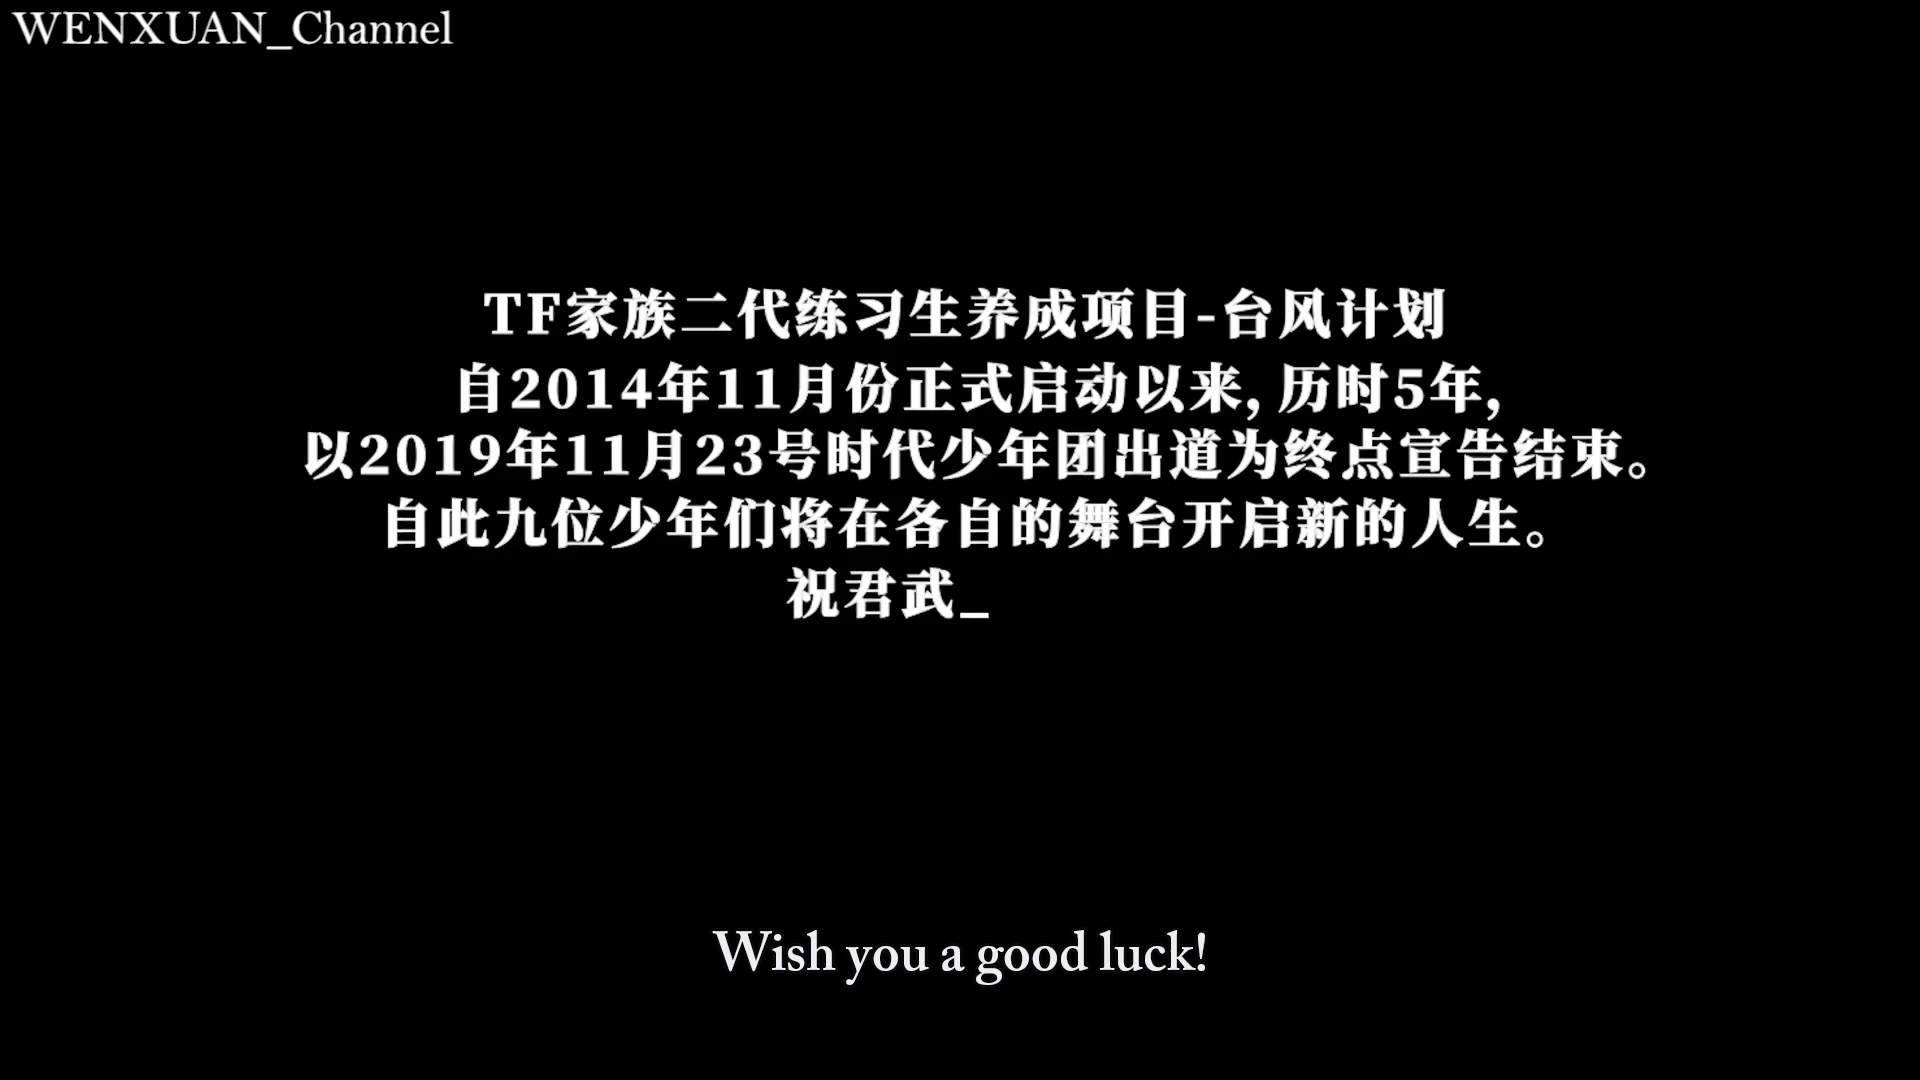 WENXUAN_Channel
TF家族二代练习生养成项目-台风计划
自2014年11月份正式启动以来，历时5年，
以2019年11月23号时代少年团出道为终点宣告结束。
自此九位少年们将在各自的舞台开启新的人生。
祝君武_
Wish you a good luck!